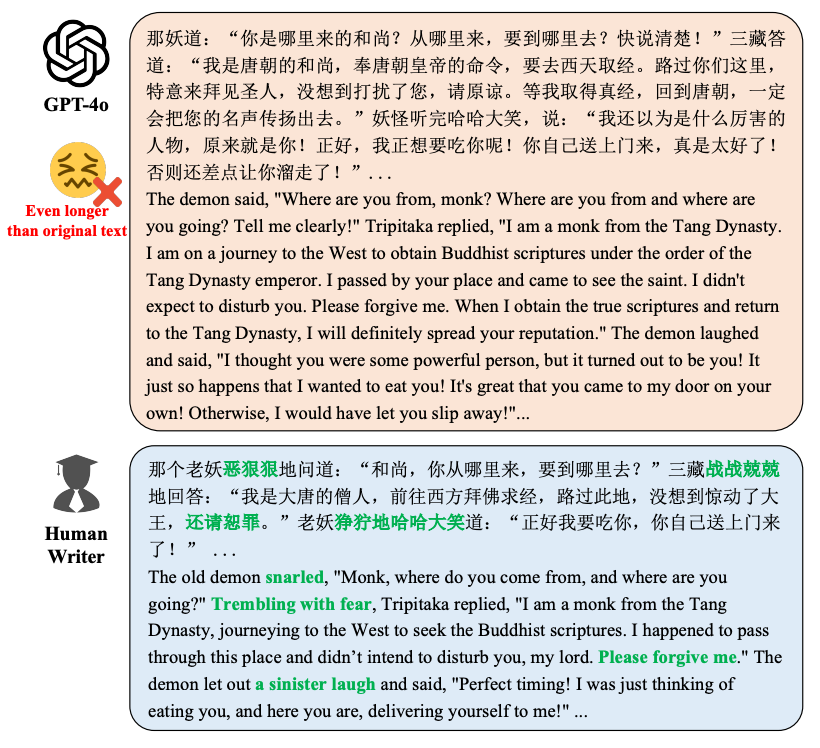 GPT-4o
Even longer
than original text
那妖道：“你是哪里来的和尚？从哪里来，要到哪里去？快说清楚！”三藏答
道：“我是唐朝的和尚，奉唐朝皇帝的命令，要去西天取经。路过你们这里，
特意来拜见圣人，没想到打扰了您，请原谅。等我取得真经，回到唐朝，一定
会把您的名声传扬出去。”妖怪听完哈哈大笑，说：“我还以为是什么厉害的
人物，原来就是你！正好，我正想要吃你呢！你自己送上门来，真是太好了！
否则还差点让你溜走了！”...
The demon said, "Where are you from, monk? Where are you from and where are
you going? Tell me clearly!" Tripitaka replied, "I am a monk from the Tang Dynasty.
I am on a journey to the West to obtain Buddhist scriptures under the order of the
Tang Dynasty emperor. I passed by your place and came to see the saint. I didn't
expect to disturb you. Please forgive me. When I obtain the true scriptures and return
to the Tang Dynasty, I will definitely spread your reputation." The demon laughed
and said, "I thought you were some powerful person, but it turned out to be you! It
just so happens that I wanted to eat you! It's great that you came to my door on your
own! Otherwise, I would have let you slip away!"...
Human
Writer
那个老妖恶狠狠地问道：“和尚，你从哪里来，要到哪里去？”三藏战战兢兢
地回答：“我是大唐的僧人，前往西方拜佛求经，路过此地，没想到惊动了大
王，还请恕罪。”老妖狰狞地哈哈大笑道：“正好我要吃你，你自己送上门来
了！” ...
The old demon snarled, "Monk, where do you come from, and where are you
going?" Trembling with fear, Tripitaka replied, "I am a monk from the Tang
Dynasty, journeying to the West to seek the Buddhist scriptures. I happened to pass
through this place and didn’t intend to disturb you, my lord. Please forgive me." The
demon let out a sinister laugh and said, "Perfect timing! I was just thinking of
eating you, and here you are, delivering yourself to me!" ...